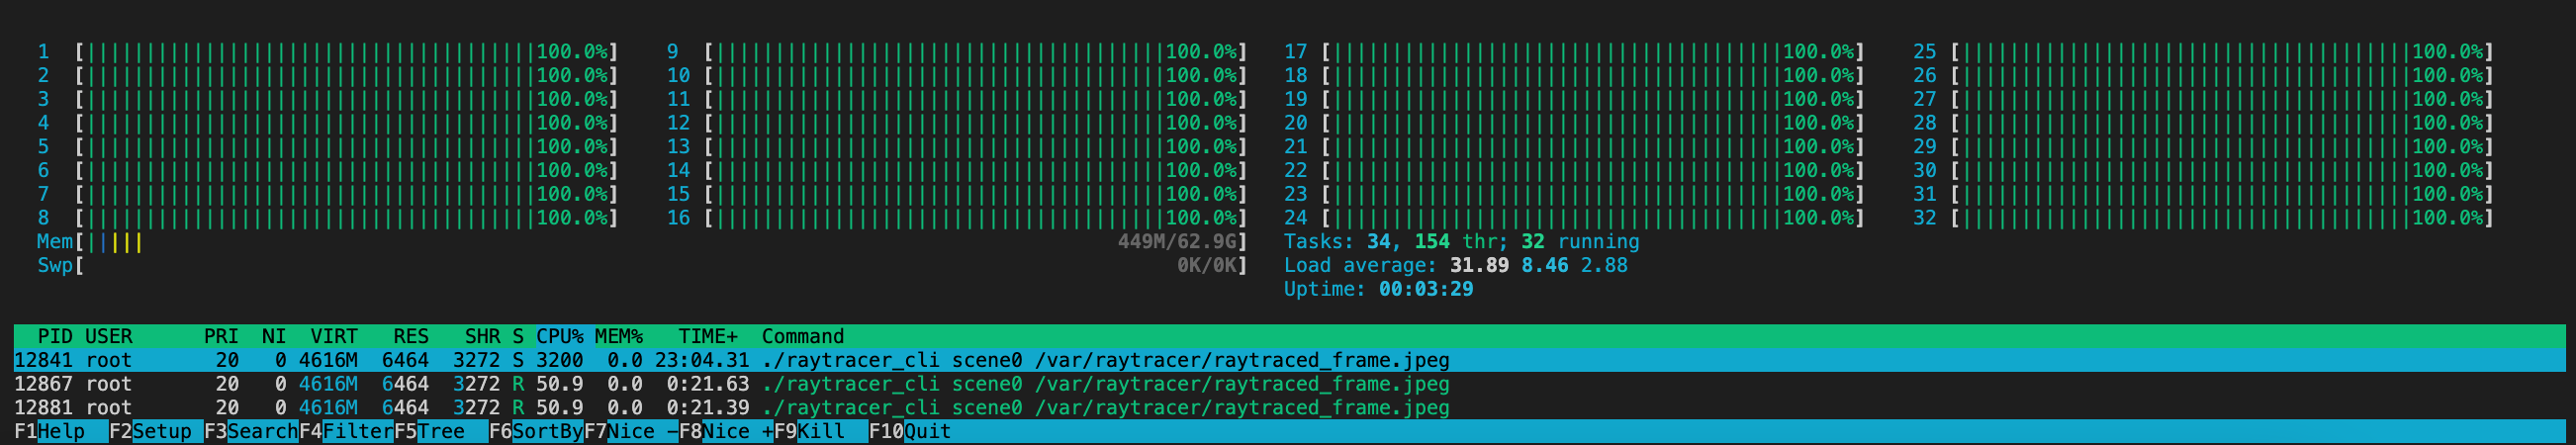 1 [||||||||||||||||||||||||||||||||||||||100.0%] 9 [||||||||||||||||||||||||||||||||||||||100.0%] 17 [||||||||||||||||||||||||||||||||||||||100.0%] 25 [||||||||||||||||||||||||||||||||||||||100.0%]
2 [||||||||||||||||||||||||||||||||||||||100.0%] 10 [||||||||||||||||||||||||||||||||||||||100.0%] 18 [||||||||||||||||||||||||||||||||||||||100.0%] 26 [||||||||||||||||||||||||||||||||||||||100.0%]
3 [||||||||||||||||||||||||||||||||||||||100.0%] 11 [||||||||||||||||||||||||||||||||||||||100.0%] 19 [||||||||||||||||||||||||||||||||||||||100.0%] 27 [||||||||||||||||||||||||||||||||||||||100.0%]
4 [||||||||||||||||||||||||||||||||||||||100.0%] 12 [||||||||||||||||||||||||||||||||||||||100.0%] 20 [||||||||||||||||||||||||||||||||||||||100.0%] 28 [||||||||||||||||||||||||||||||||||||||100.0%]
5 [||||||||||||||||||||||||||||||||||||||100.0%] 13 [||||||||||||||||||||||||||||||||||||||100.0%] 21 [||||||||||||||||||||||||||||||||||||||100.0%] 29 [||||||||||||||||||||||||||||||||||||||100.0%]
6 [||||||||||||||||||||||||||||||||||||||100.0%] 14 [||||||||||||||||||||||||||||||||||||||100.0%] 22 [||||||||||||||||||||||||||||||||||||||100.0%] 30 [||||||||||||||||||||||||||||||||||||||100.0%]
7 [||||||||||||||||||||||||||||||||||||||100.0%] 15 [||||||||||||||||||||||||||||||||||||||100.0%] 23 [||||||||||||||||||||||||||||||||||||||100.0%] 31 [||||||||||||||||||||||||||||||||||||||100.0%]
8 [||||||||||||||||||||||||||||||||||||||100.0%] 16 [||||||||||||||||||||||||||||||||||||||100.0%] 24 [||||||||||||||||||||||||||||||||||||||100.0%] 32 [||||||||||||||||||||||||||||||||||||||100.0%]
Mem[||||| 449M/62.9G] Tasks: 34, 154 thr; 32 running
Swp[ 0K/0K] Load average: 31.89 8.46 2.88
Uptime: 00:03:29
PID USER PRI NI VIRT RES SHR S CPU% MEM% TIME+ Command
12841 root 20 0 4616M 6464 3272 S 3200 0.0 23:04.31 ./raytracer_cli scene0 /var/raytracer/raytraced_frame.jpeg
12867 root 20 0 4616M 6464 3272 R 50.9 0.0 0:21.63 ./raytracer_cli scene0 /var/raytracer/raytraced_frame.jpeg
12881 root 20 0 4616M 6464 3272 R 50.9 0.0 0:21.39 ./raytracer_cli scene0 /var/raytracer/raytraced_frame.jpeg
F1Help F2Setup F3SearchF4FilterF5Tree F6SortByF7Nice -F8Nice +F9Kill F10Quit